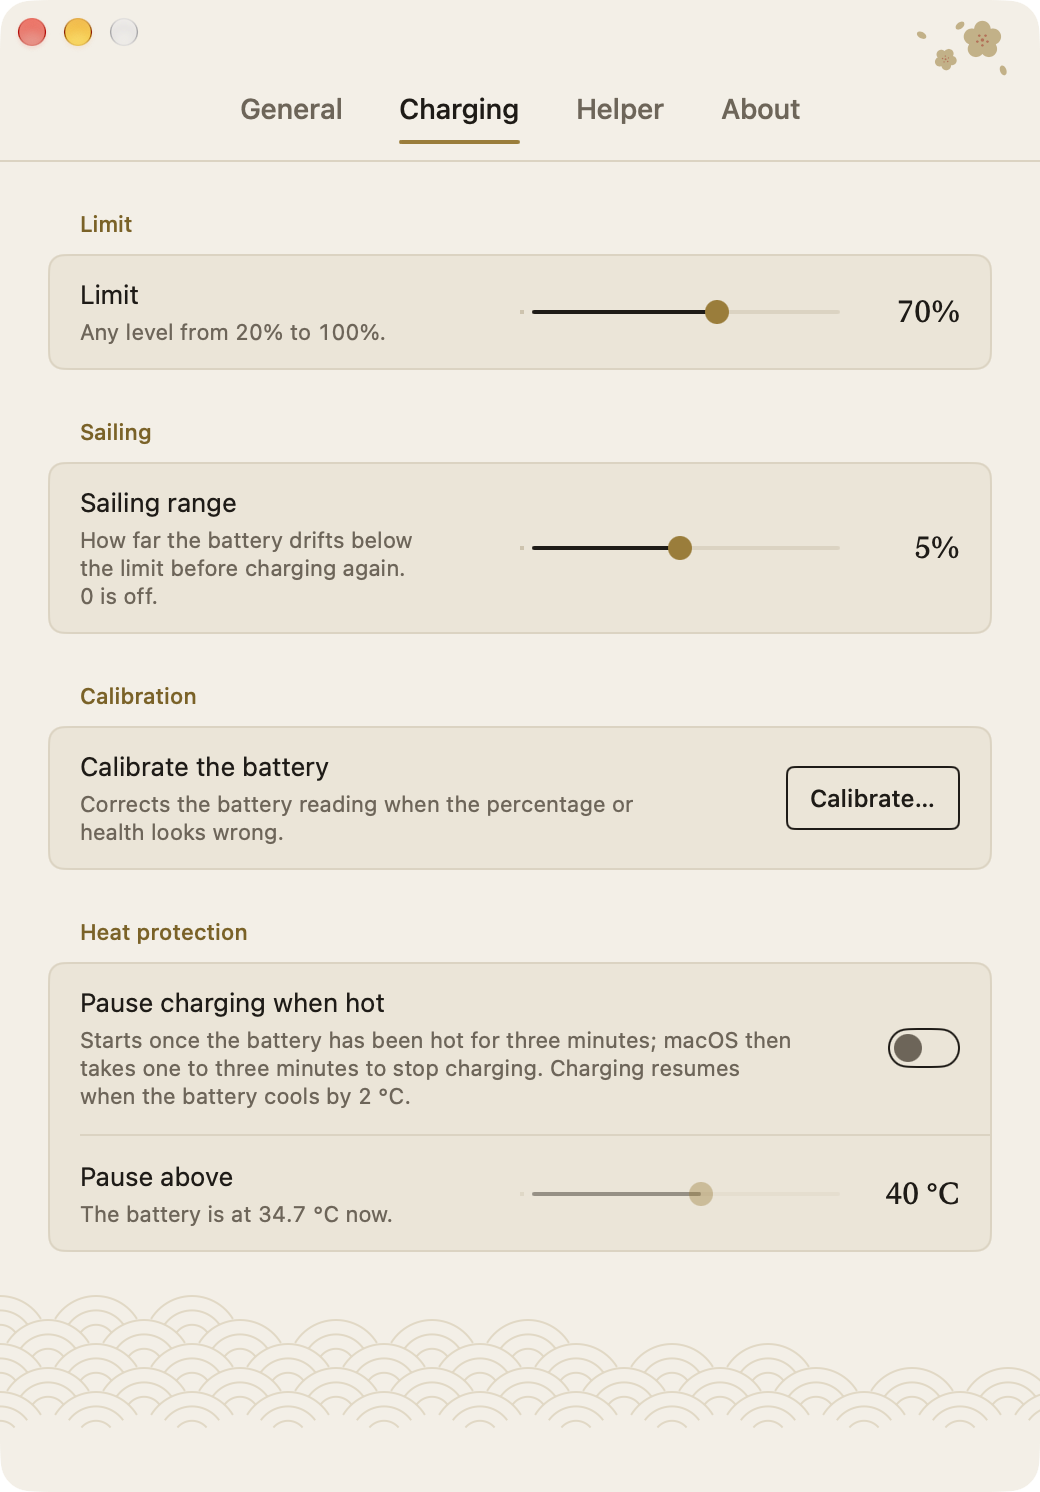 General Charging Helper About
Limit
Limit
Any level from 20% to 100%.
70%
Sailing
Sailing range
How far the battery drifts below
the limit before charging again.
0 is off.
5%
Calibration
Calibrate the battery
Corrects the battery reading when the percentage or
health looks wrong.
Calibrate...
Heat protection
Pause charging when hot
Starts once the battery has been hot for three minutes; macOS then
takes one to three minutes to stop charging. Charging resumes
when the battery cools by 2 °C.
Pause above
The battery is at 34.7 °C now.
40 °C